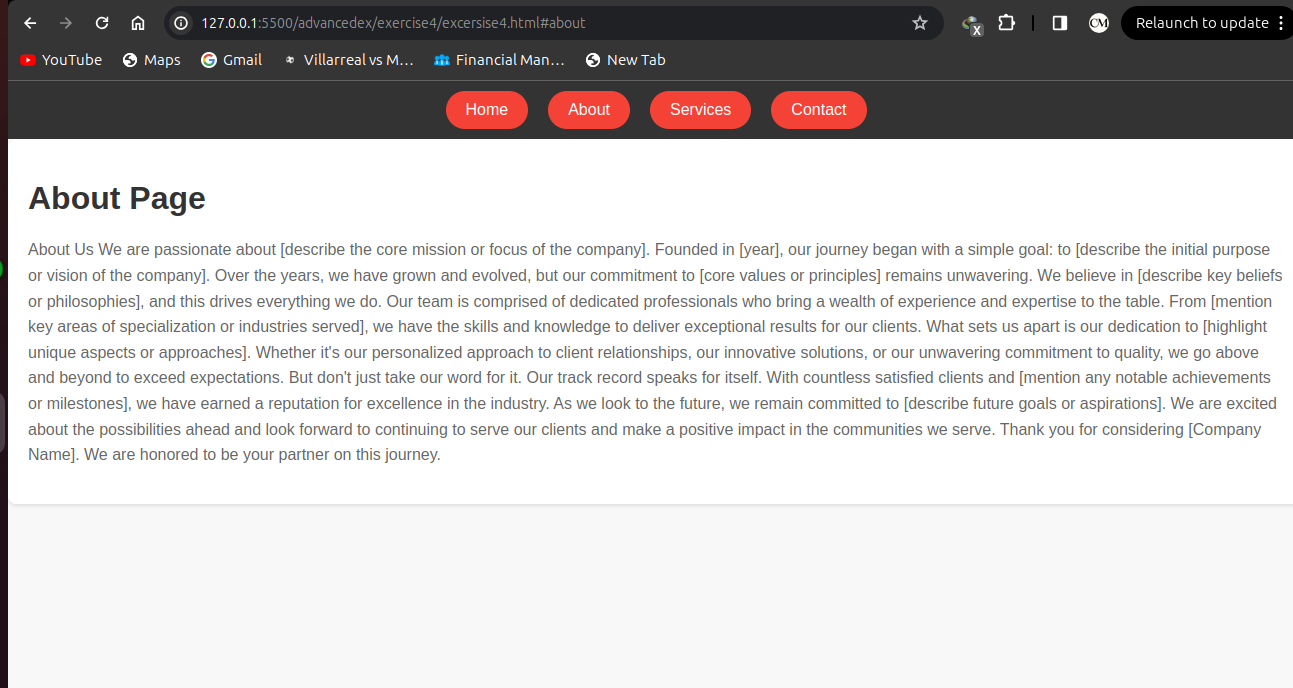 127.0.0.1:5500/advancedex/exercise4/excersise4.html#about
X
CM
Relaunch to update
YouTube
Maps
Gmail
Villarreal vs M...
Financial Man...
New Tab
Home
About
Services
Contact
About Page
About Us We are passionate about [describe the core mission or focus of the company]. Founded in [year], our journey began with a simple goal: to [describe the initial purpose
or vision of the company]. Over the years, we have grown and evolved, but our commitment to [core values or principles] remains unwavering. We believe in [describe key beliefs
or philosophies], and this drives everything we do. Our team is comprised of dedicated professionals who bring a wealth of experience and expertise to the table. From [mention
key areas of specialization or industries served], we have the skills and knowledge to deliver exceptional results for our clients. What sets us apart is our dedication to [highlight
unique aspects or approaches]. Whether it's our personalized approach to client relationships, our innovative solutions, or our unwavering commitment to quality, we go above
and beyond to exceed expectations. But don't just take our word for it. Our track record speaks for itself. With countless satisfied clients and [mention any notable achievements
or milestones], we have earned a reputation for excellence in the industry. As we look to the future, we remain committed to [describe future goals or aspirations]. We are excited
about the possibilities ahead and look forward to continuing to serve our clients and make a positive impact in the communities we serve. Thank you for considering [Company
Name]. We are honored to be your partner on this journey.